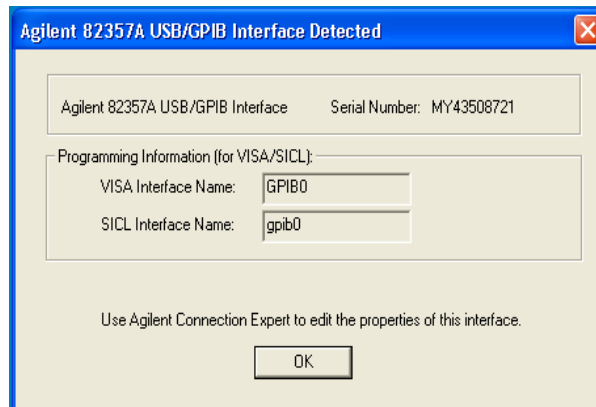 Agilent 82357A USB/GPIB Interface Detected
Agilent 82357A USB/GPIB Interface Serial Number: MY43508721
Programming Information (for VISA/SICL):
VISA Interface Name: GPIB0
SICL Interface Name: gpib0
Use Agilent Connection Expert to edit the properties of this interface.
OK